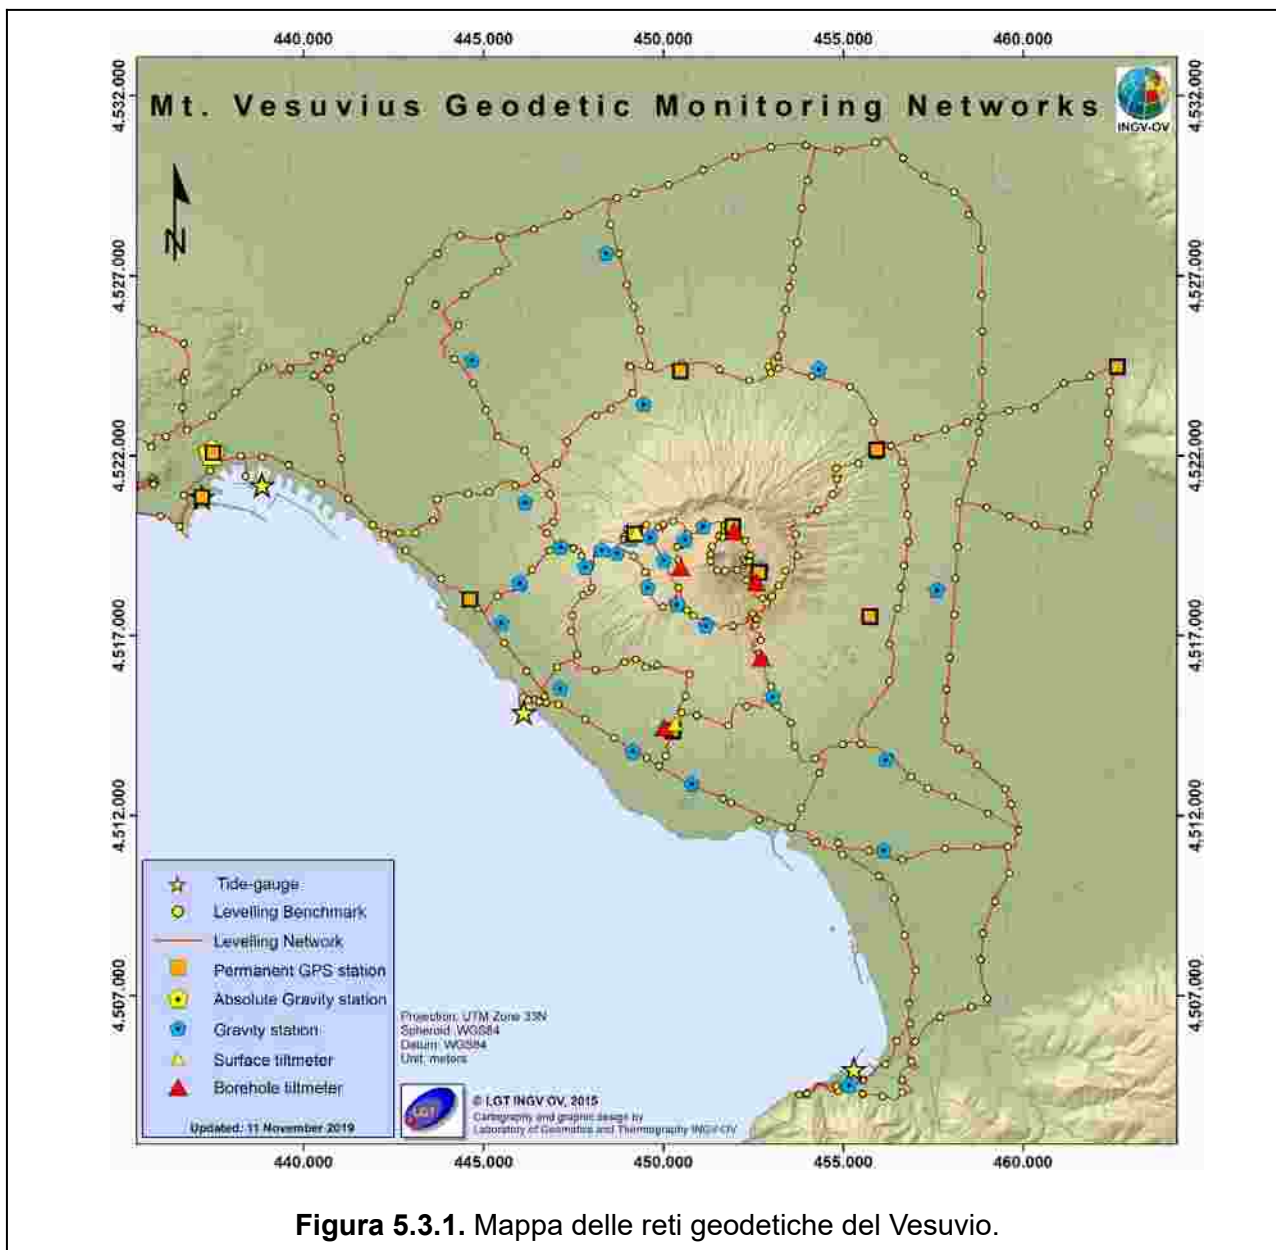 440.000 445.000 450.000 455.000 460.000
4.532.000 4.532.000
Mt. Vesuvius Geodetic Monitoring Networks
INGV-OV
N
4.527.000 4.527.000
4.522.000 4.522.000
4.517.000 4.517.000
4.512.000 4.512.000
4.507.000 4.507.000
Tide-gauge
Levelling Benchmark
Levelling Network
Permanent GPS station
Absolute Gravity station
Gravity station
Surface tiltmeter
Borehole tiltmeter
Updated: 11 November 2019
Projection: UTM Zone 33N
Spheroid: WGS84
Datum: WGS84
Unit: meters
LGT
© LGT INGV OV, 2015
Cartography and graphic design by
Laboratory of Geomatics and Thermography INGV-OV
440.000 445.000 450.000 455.000 460.000
Figura 5.3.1. Mappa delle reti geodetiche del Vesuvio.